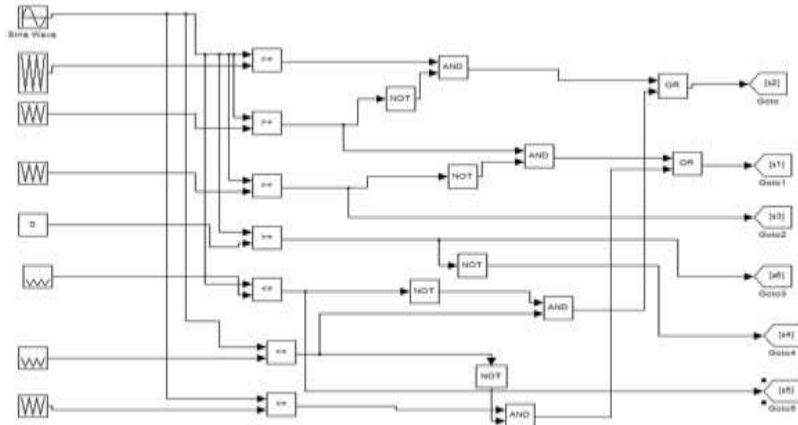 Sine Wave
>=
AND
OR
[s2]
Goto
NOT
>=
AND
OR
[s1]
Goto1
NOT
>=
[s3]
Goto2
0
>=
NOT
[s6]
Goto3
<=
NOT
AND
[s4]
Goto4
<=
NOT
[s5]
Goto5
<=
AND